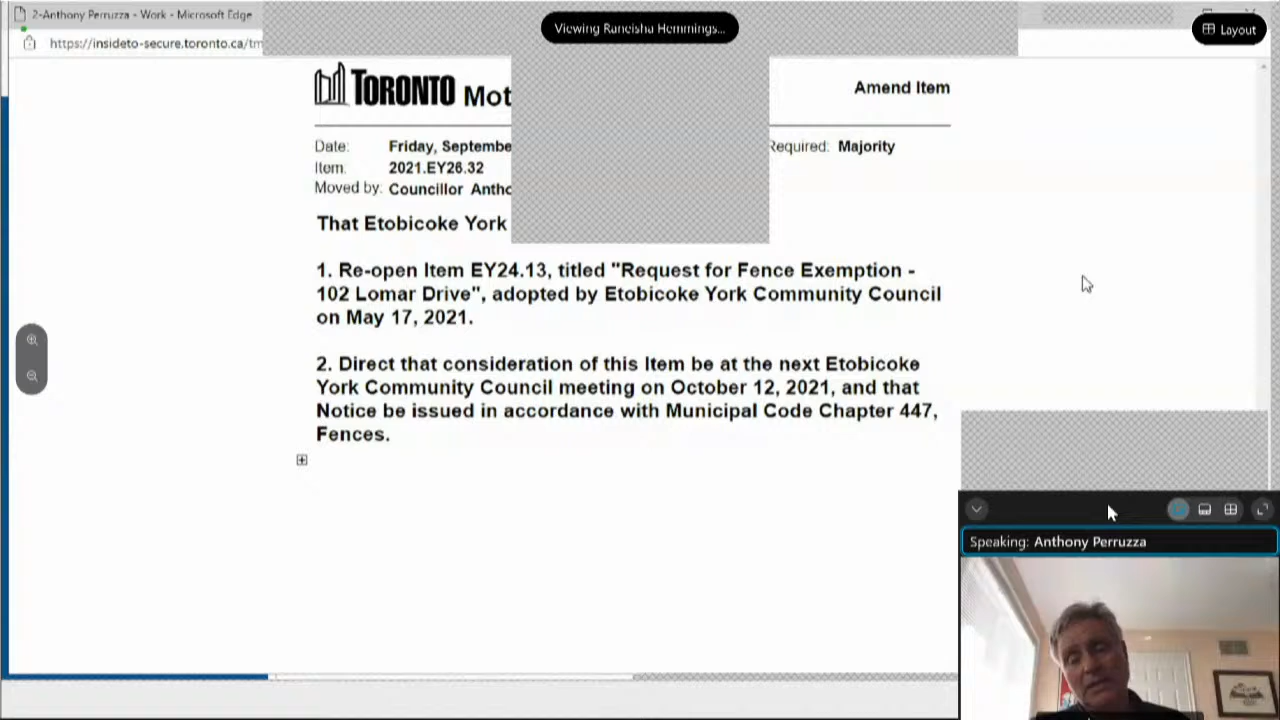 2-Anthony Perruzza - Work - Microsoft Edge
Viewing Raneisha Hemmings...
Layout
https://insideto-secure.toronto.ca/tm
TORONTO Mot
Amend Item
Date: Friday, Septembe
Required: Majority
Item: 2021.EY26.32
Moved by: Councillor Antho
That Etobicoke York
1. Re-open Item EY24.13, titled "Request for Fence Exemption -
102 Lomar Drive", adopted by Etobicoke York Community Council
on May 17, 2021.
2. Direct that consideration of this Item be at the next Etobicoke
York Community Council meeting on October 12, 2021, and that
Notice be issued in accordance with Municipal Code Chapter 447,
Fences.
Speaking: Anthony Perruzza